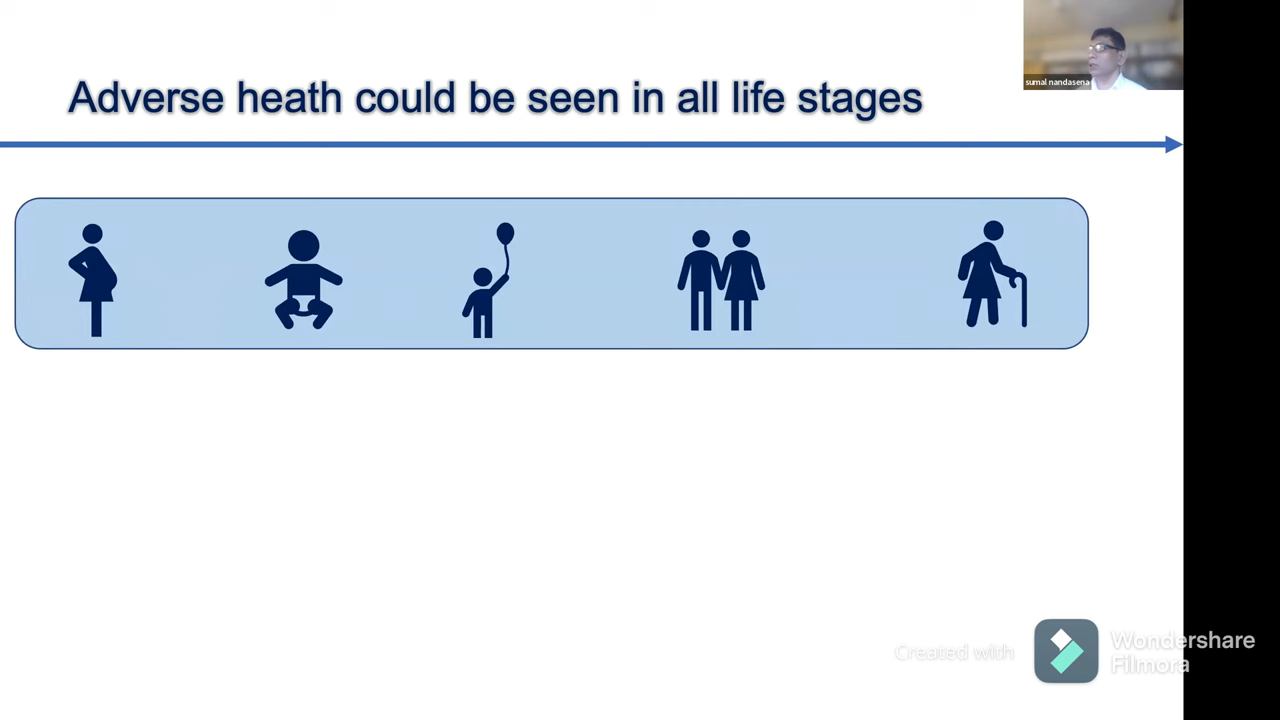 sumal nandasena
Adverse heath could be seen in all life stages
Created with
Wondershare
Filmora